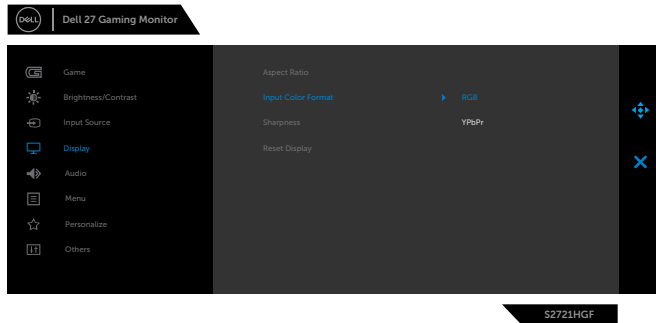 DELL
Dell 27 Gaming Monitor
Game
Brightness/Contrast
Input Source
Display
Audio
Menu
Personalize
Others
Aspect Ratio
Input Color Format
RGB
Sharpness
YPbPr
Reset Display
S2721HGF